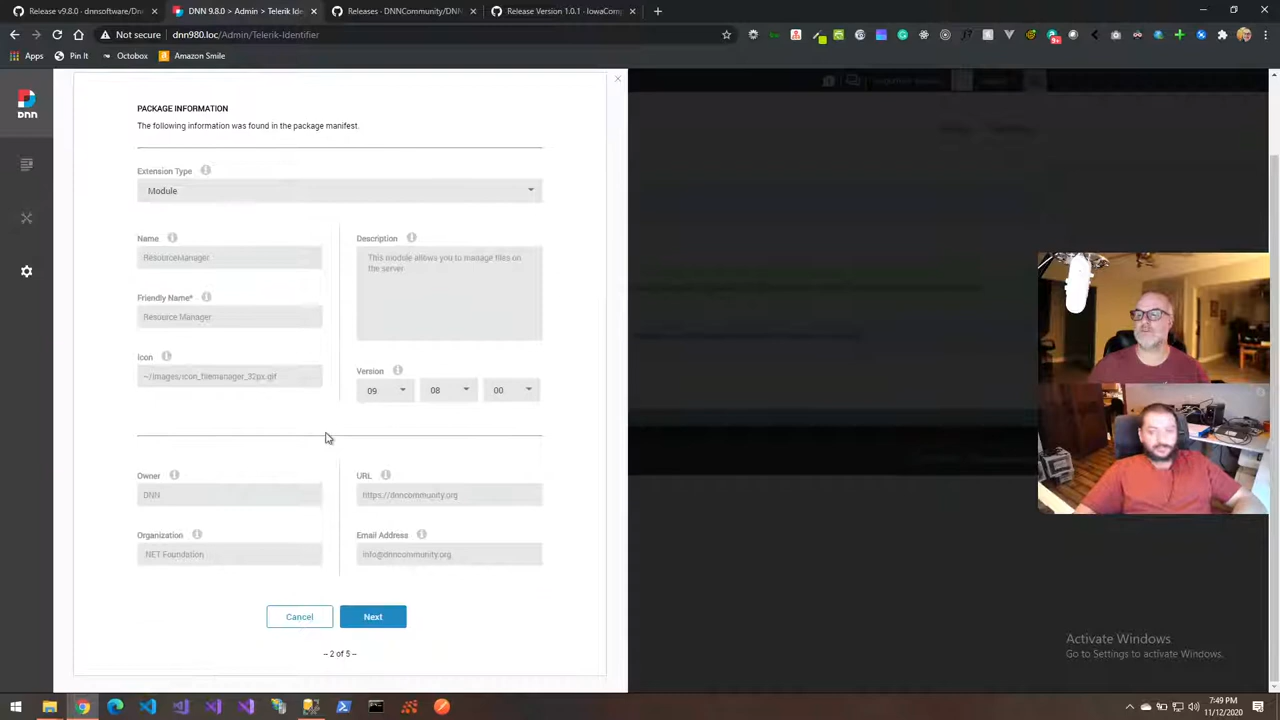 Release v9.8.0 · dnnsoftware/Dnn
DNN 9.8.0 > Admin > Telerik Ide
Releases · DNNCommunity/DNN
Release Version 1.0.1 · IowaComp
Not secure
dnn980.loc/Admin/Telerik-Identifier
Apps
Imports
Octobox
Amazon Smile
DNN
PACKAGE INFORMATION
The following information was found in the package manifest.
Extension Type
Module
Name
Description
ResourceManager
This module allows you to manage files on
the server
Friendly Name*
Resource Manager
Icon
Version
~/Images/icon_filemanager_32px.gif
09
08
00
Owner
URL
DNN
https://dnncommunity.org
Organization
Email Address
.NET Foundation
info@dnncommunity.org
Cancel
Next
-- 2 of 5 --
Activate Windows
Go to Settings to activate Windows.
7:49 PM
11/12/2020